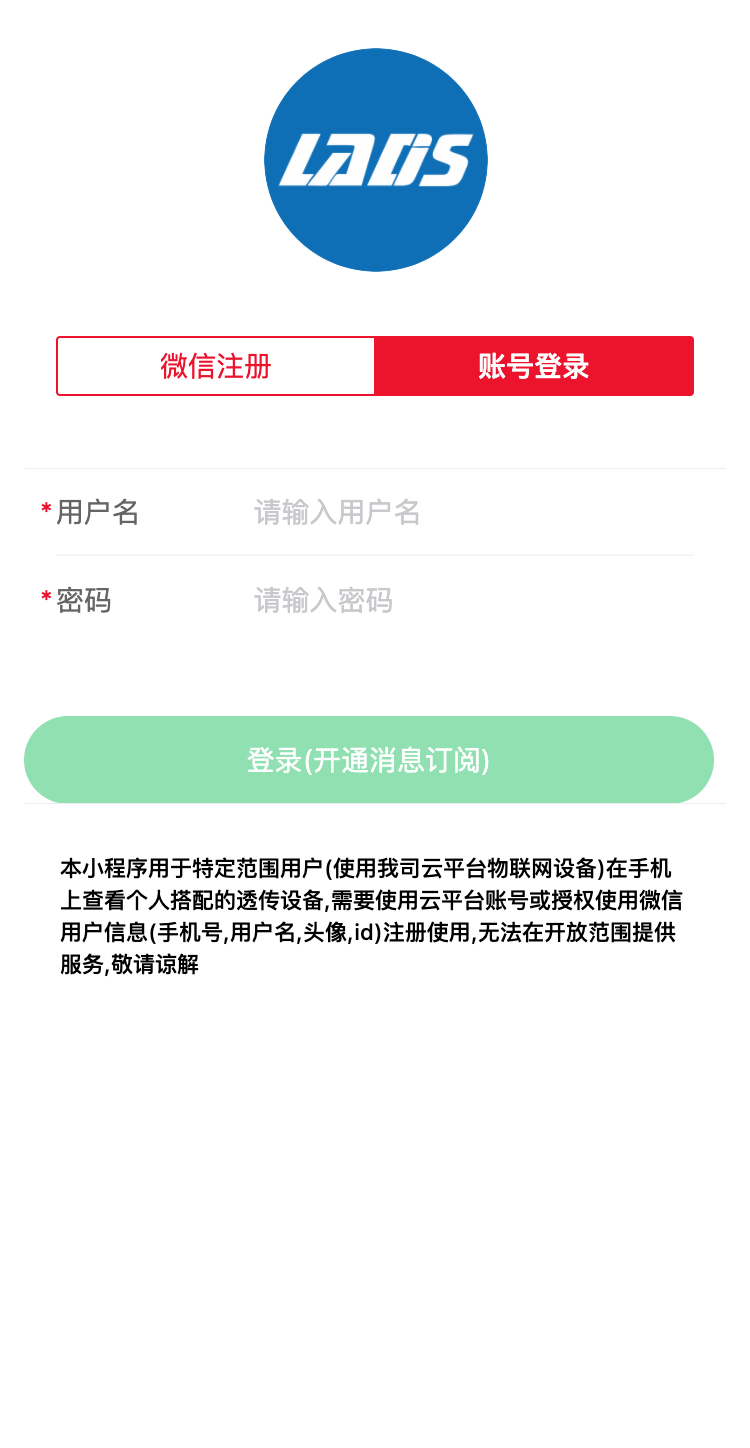 LADS
微信注册
账号登录
* 用户名 请输入用户名
* 密码 请输入密码
登录(开通消息订阅)
本小程序用于特定范围用户(使用我司云平台物联网设备)在手机
上查看个人搭配的透传设备,需要使用云平台账号或授权使用微信
用户信息(手机号,用户名,头像,id)注册使用,无法在开放范围提供
服务,敬请谅解